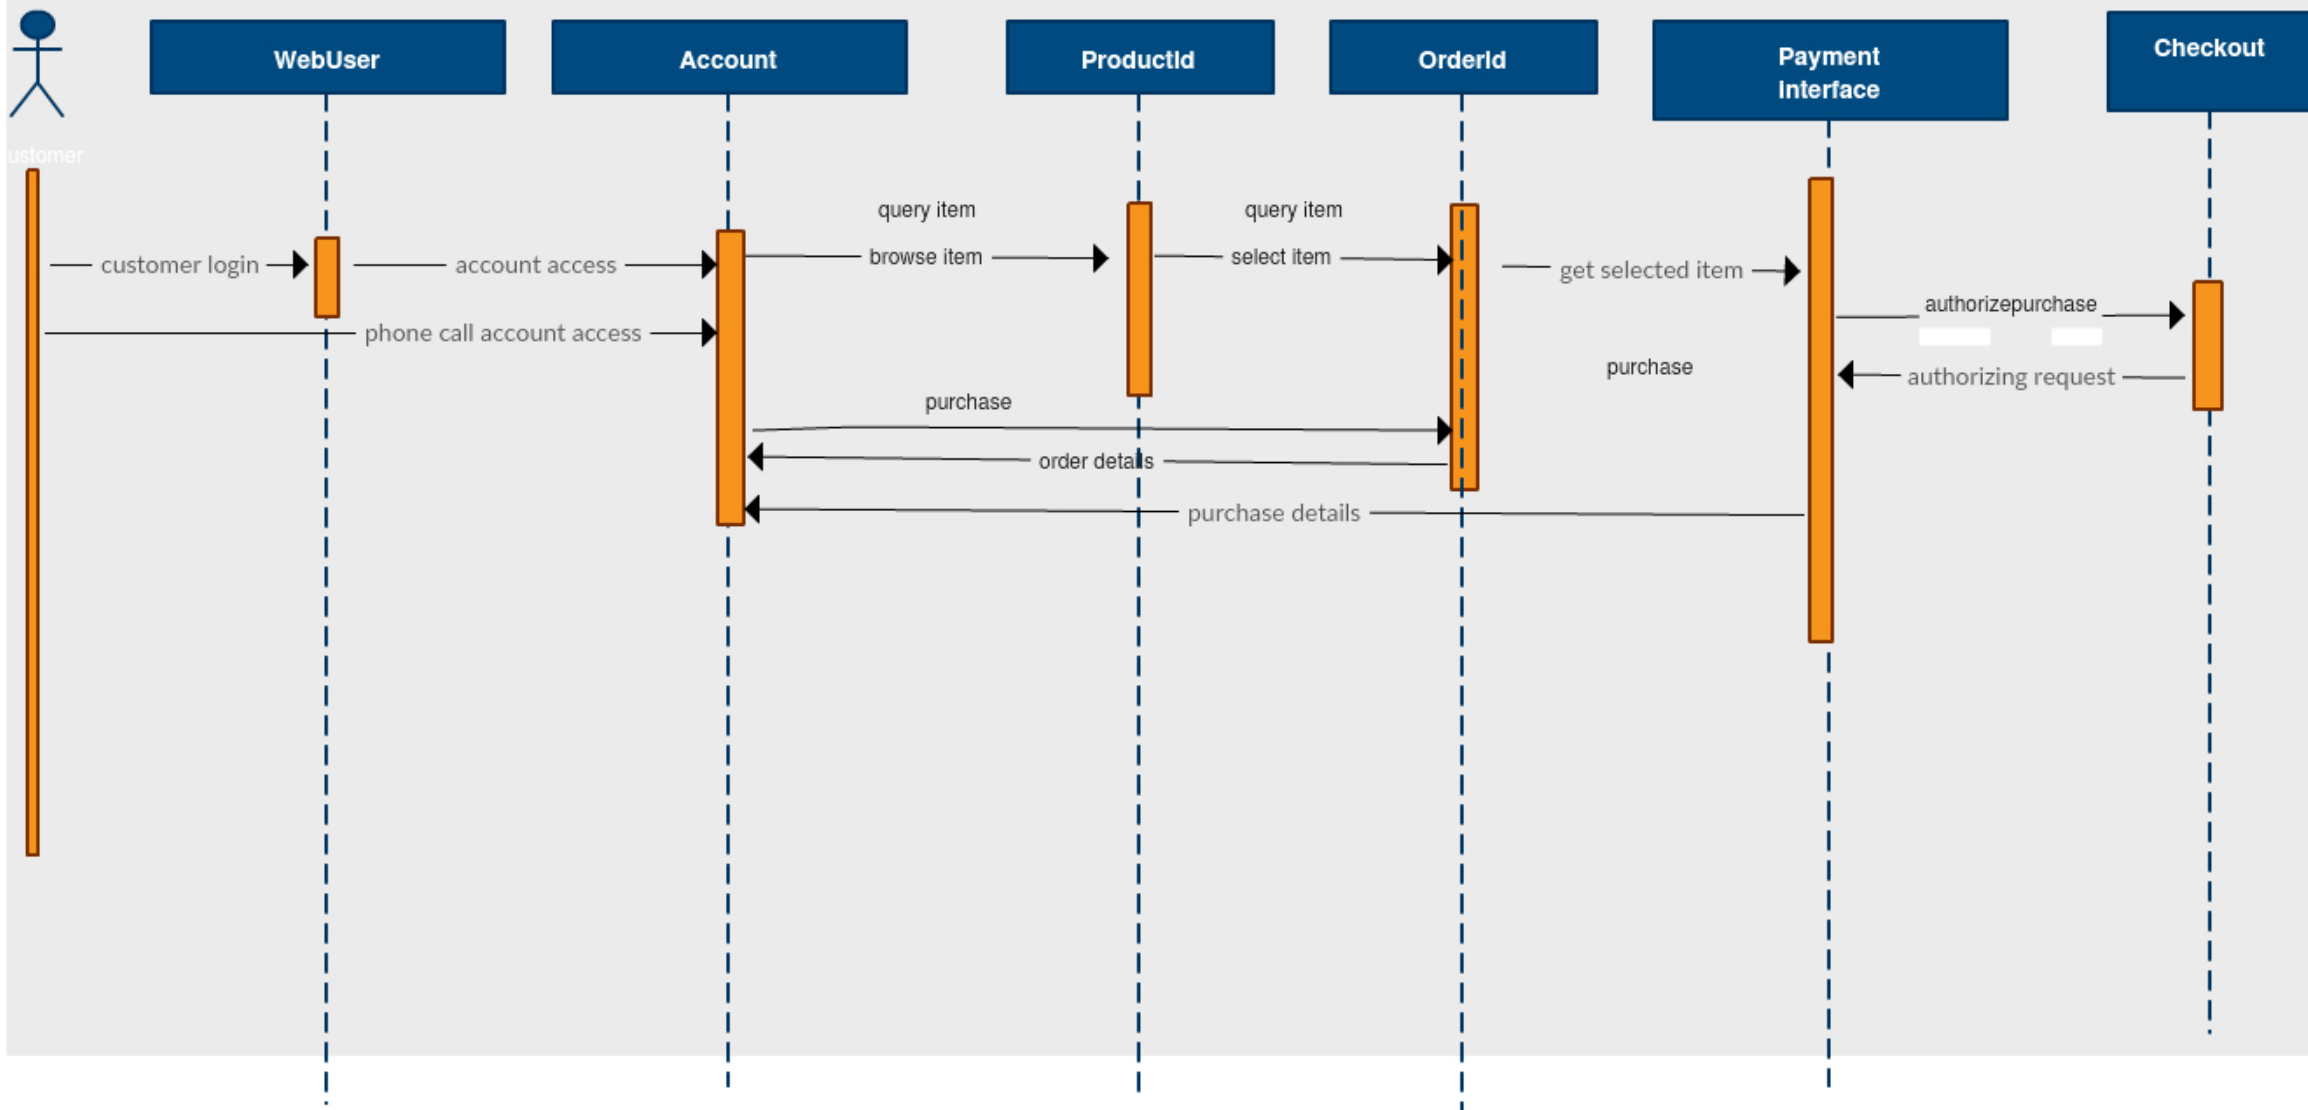 WebUser
Account
ProductId
OrderId
Payment
Interface
Checkout
ustomer
query item
query item
customer login
account access
browse item
select item
get selected item
authorizepurchase
phone call account access
purchase
authorizing request
purchase
order details
purchase details